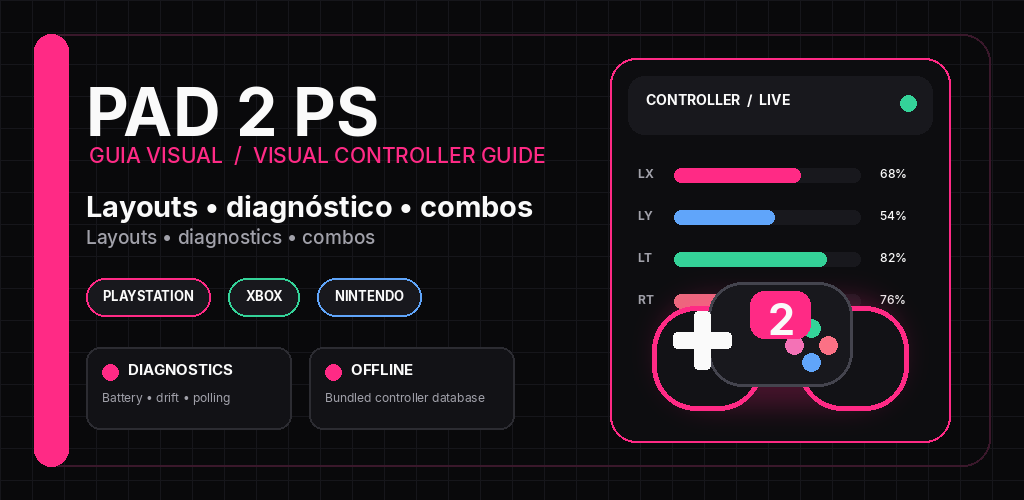 PAD 2 PS
GUIA VISUAL / VISUAL CONTROLLER GUIDE
Layouts • diagnóstico • combos
Layouts • diagnostics • combos
PLAYSTATION
XBOX
NINTENDO
DIAGNOSTICS
Battery • drift • polling
OFFLINE
Bundled controller database
CONTROLLER / LIVE
LX 68%
LY 54%
LT 82%
RT 76%
2